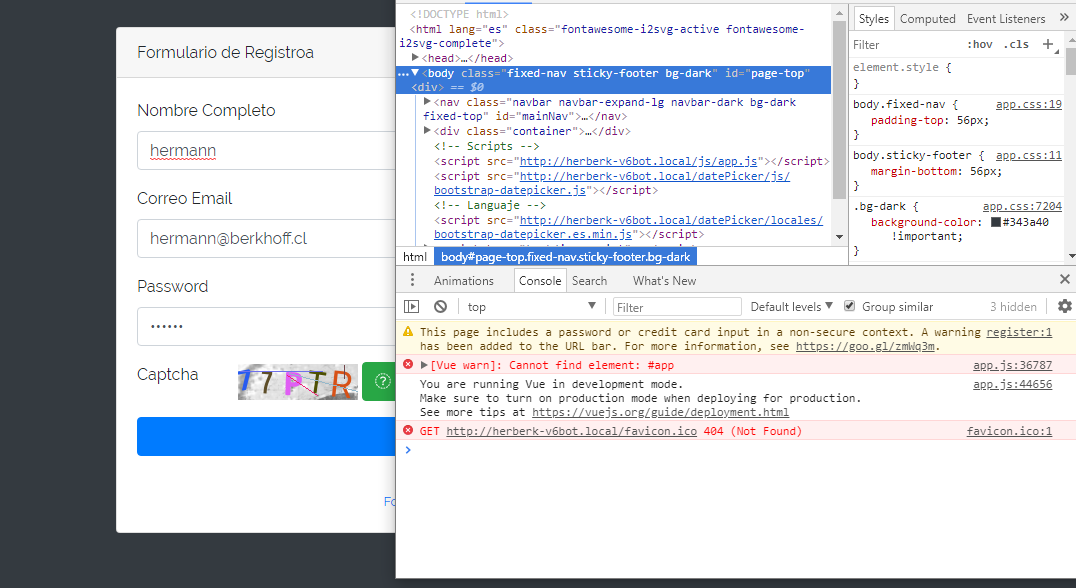 Formulario de Registroa
Nombre Completo
hermann
Correo Email
hermann@berkhoff.cl
Password
••••••
Captcha
77PTR
Fo
<!DOCTYPE html>
<html lang="es" class="fontawesome-i2svg-active fontawesome-
i2svg-complete">
▶<head>…</head>
…▼<body class="fixed-nav sticky-footer bg-dark" id="page-top"
<div> == $0
▶<nav class="navbar navbar-expand-lg navbar-dark bg-dark
fixed-top" id="mainNav">…</nav>
▶<div class="container">…</div>
<!-- Scripts -->
<script src="http://herberk-v6bot.local/js/app.js"></script>
<script src="http://herberk-v6bot.local/datePicker/js/
bootstrap-datepicker.js"></script>
<!-- Languaje -->
<script src="http://herberk-v6bot.local/datePicker/locales/
bootstrap-datepicker.es.min.js"></script>
html body#page-top.fixed-nav.sticky-footer.bg-dark
Styles Computed Event Listeners »
Filter :hov .cls +
element.style {
}
body.fixed-nav { app.css:19
padding-top: 56px;
}
body.sticky-footer { app.css:11
margin-bottom: 56px;
}
.bg-dark { app.css:7204
background-color: #343a40
!important;
}
Animations Console Search What's New
top ▼ Filter Default levels ▼ Group similar 3 hidden
This page includes a password or credit card input in a non-secure context. A warning register:1
has been added to the URL bar. For more information, see https://goo.gl/zmWq3m.
▶[Vue warn]: Cannot find element: #app app.js:36787
You are running Vue in development mode. app.js:44656
Make sure to turn on production mode when deploying for production.
See more tips at https://vuejs.org/guide/deployment.html
GET http://herberk-v6bot.local/favicon.ico 404 (Not Found) favicon.ico:1
>